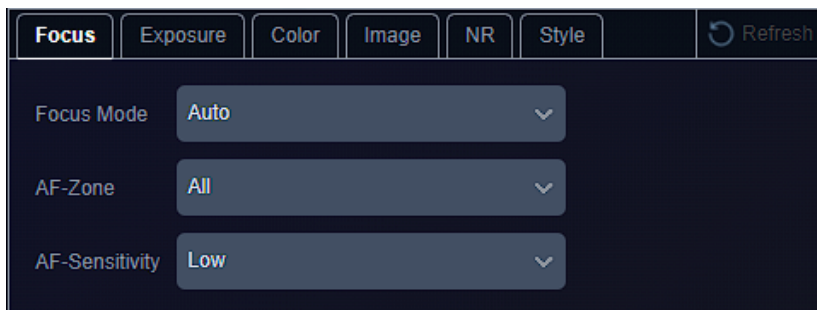 Focus Exposure Color Image NR Style Refresh
Focus Mode Auto
AF-Zone All
AF-Sensitivity Low